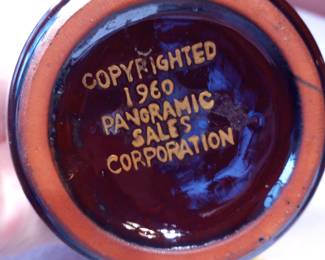 COPYRIGHTED
1960
PANORAMIC
SALES
CORPORATION